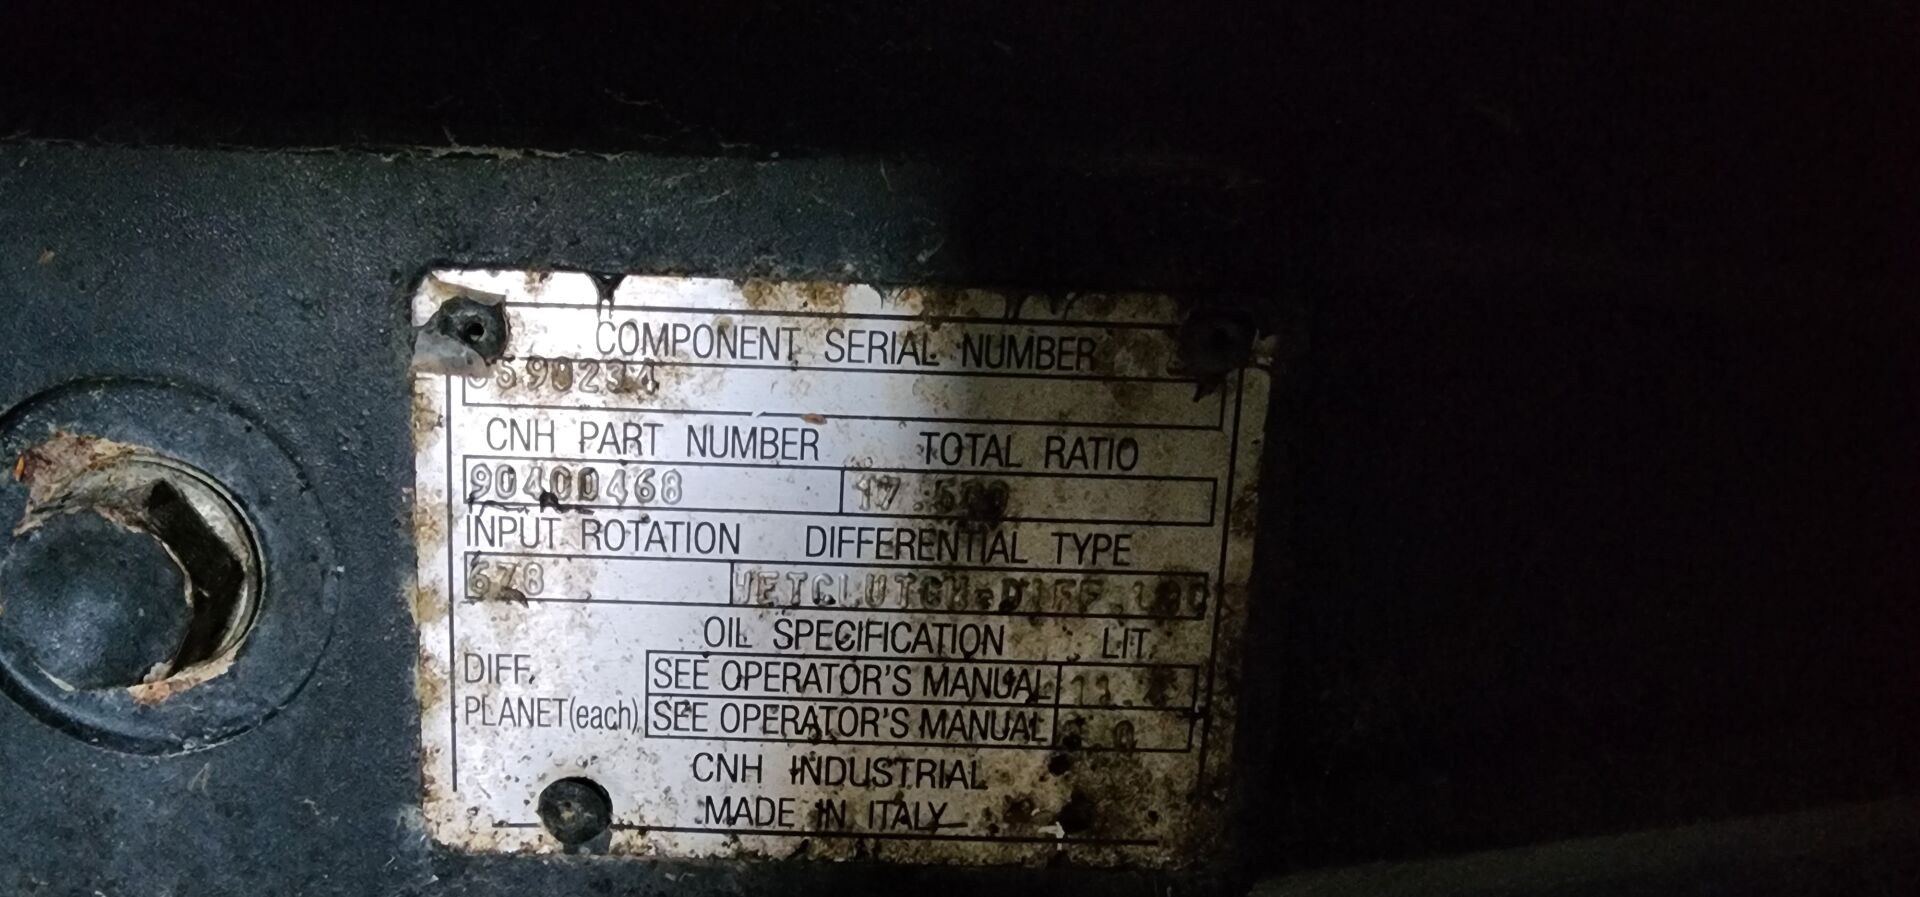 COMPONENT SERIAL NUMBER
CNH PART NUMBER TOTAL RATIO
90400468
INPUT ROTATION DIFFERENTIAL TYPE
678
OIL SPECIFICATION LIT.
DIFF. SEE OPERATOR'S MANUAL
PLANET(each) SEE OPERATOR'S MANUAL
CNH INDUSTRIAL
MADE IN ITALY